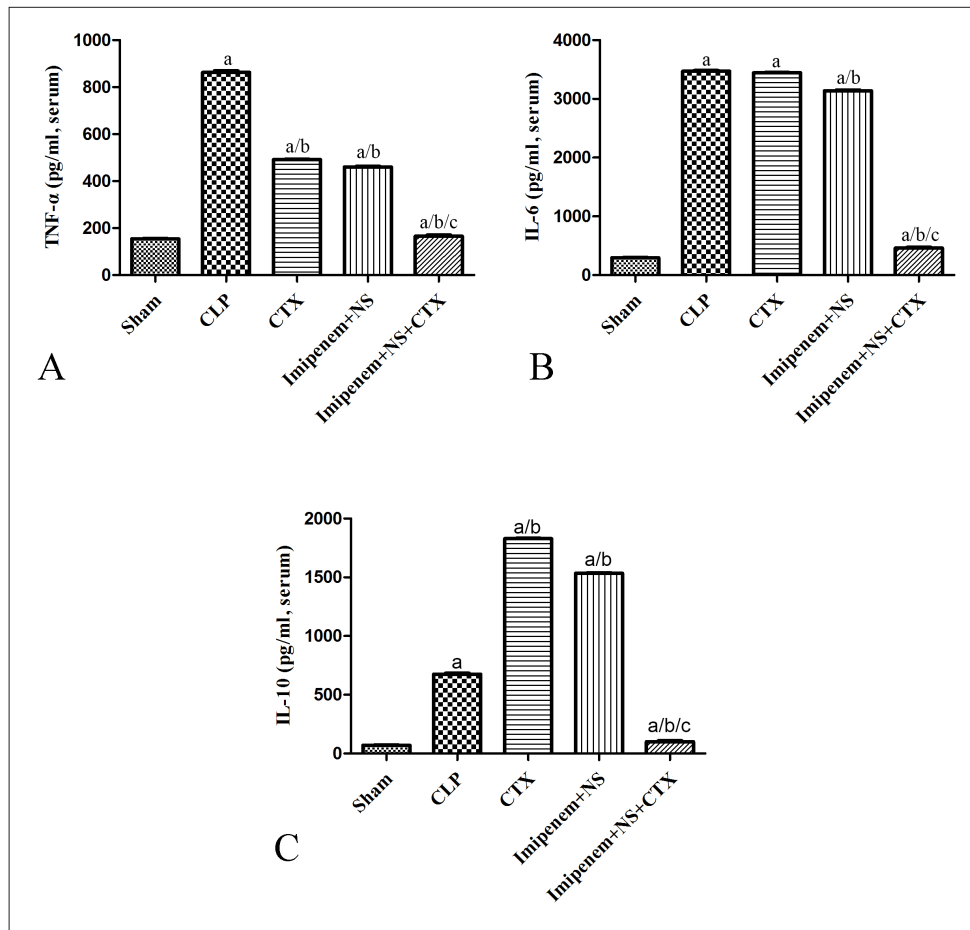 TNF-α (pg/ml, serum)
1000
800
600
400
200
0
a
a/b
a/b
a/b/c
Sham
CLP
CTX
Imipenem+NS
Imipenem+NS+CTX
A
IL-6 (pg/ml, serum)
4000
3000
2000
1000
0
a
a
a/b
a/b/c
Sham
CLP
CTX
Imipenem+NS
Imipenem+NS+CTX
B
IL-10 (pg/ml, serum)
2000
1500
1000
500
0
a
a/b
a/b
a/b/c
Sham
CLP
CTX
Imipenem+NS
Imipenem+NS+CTX
C